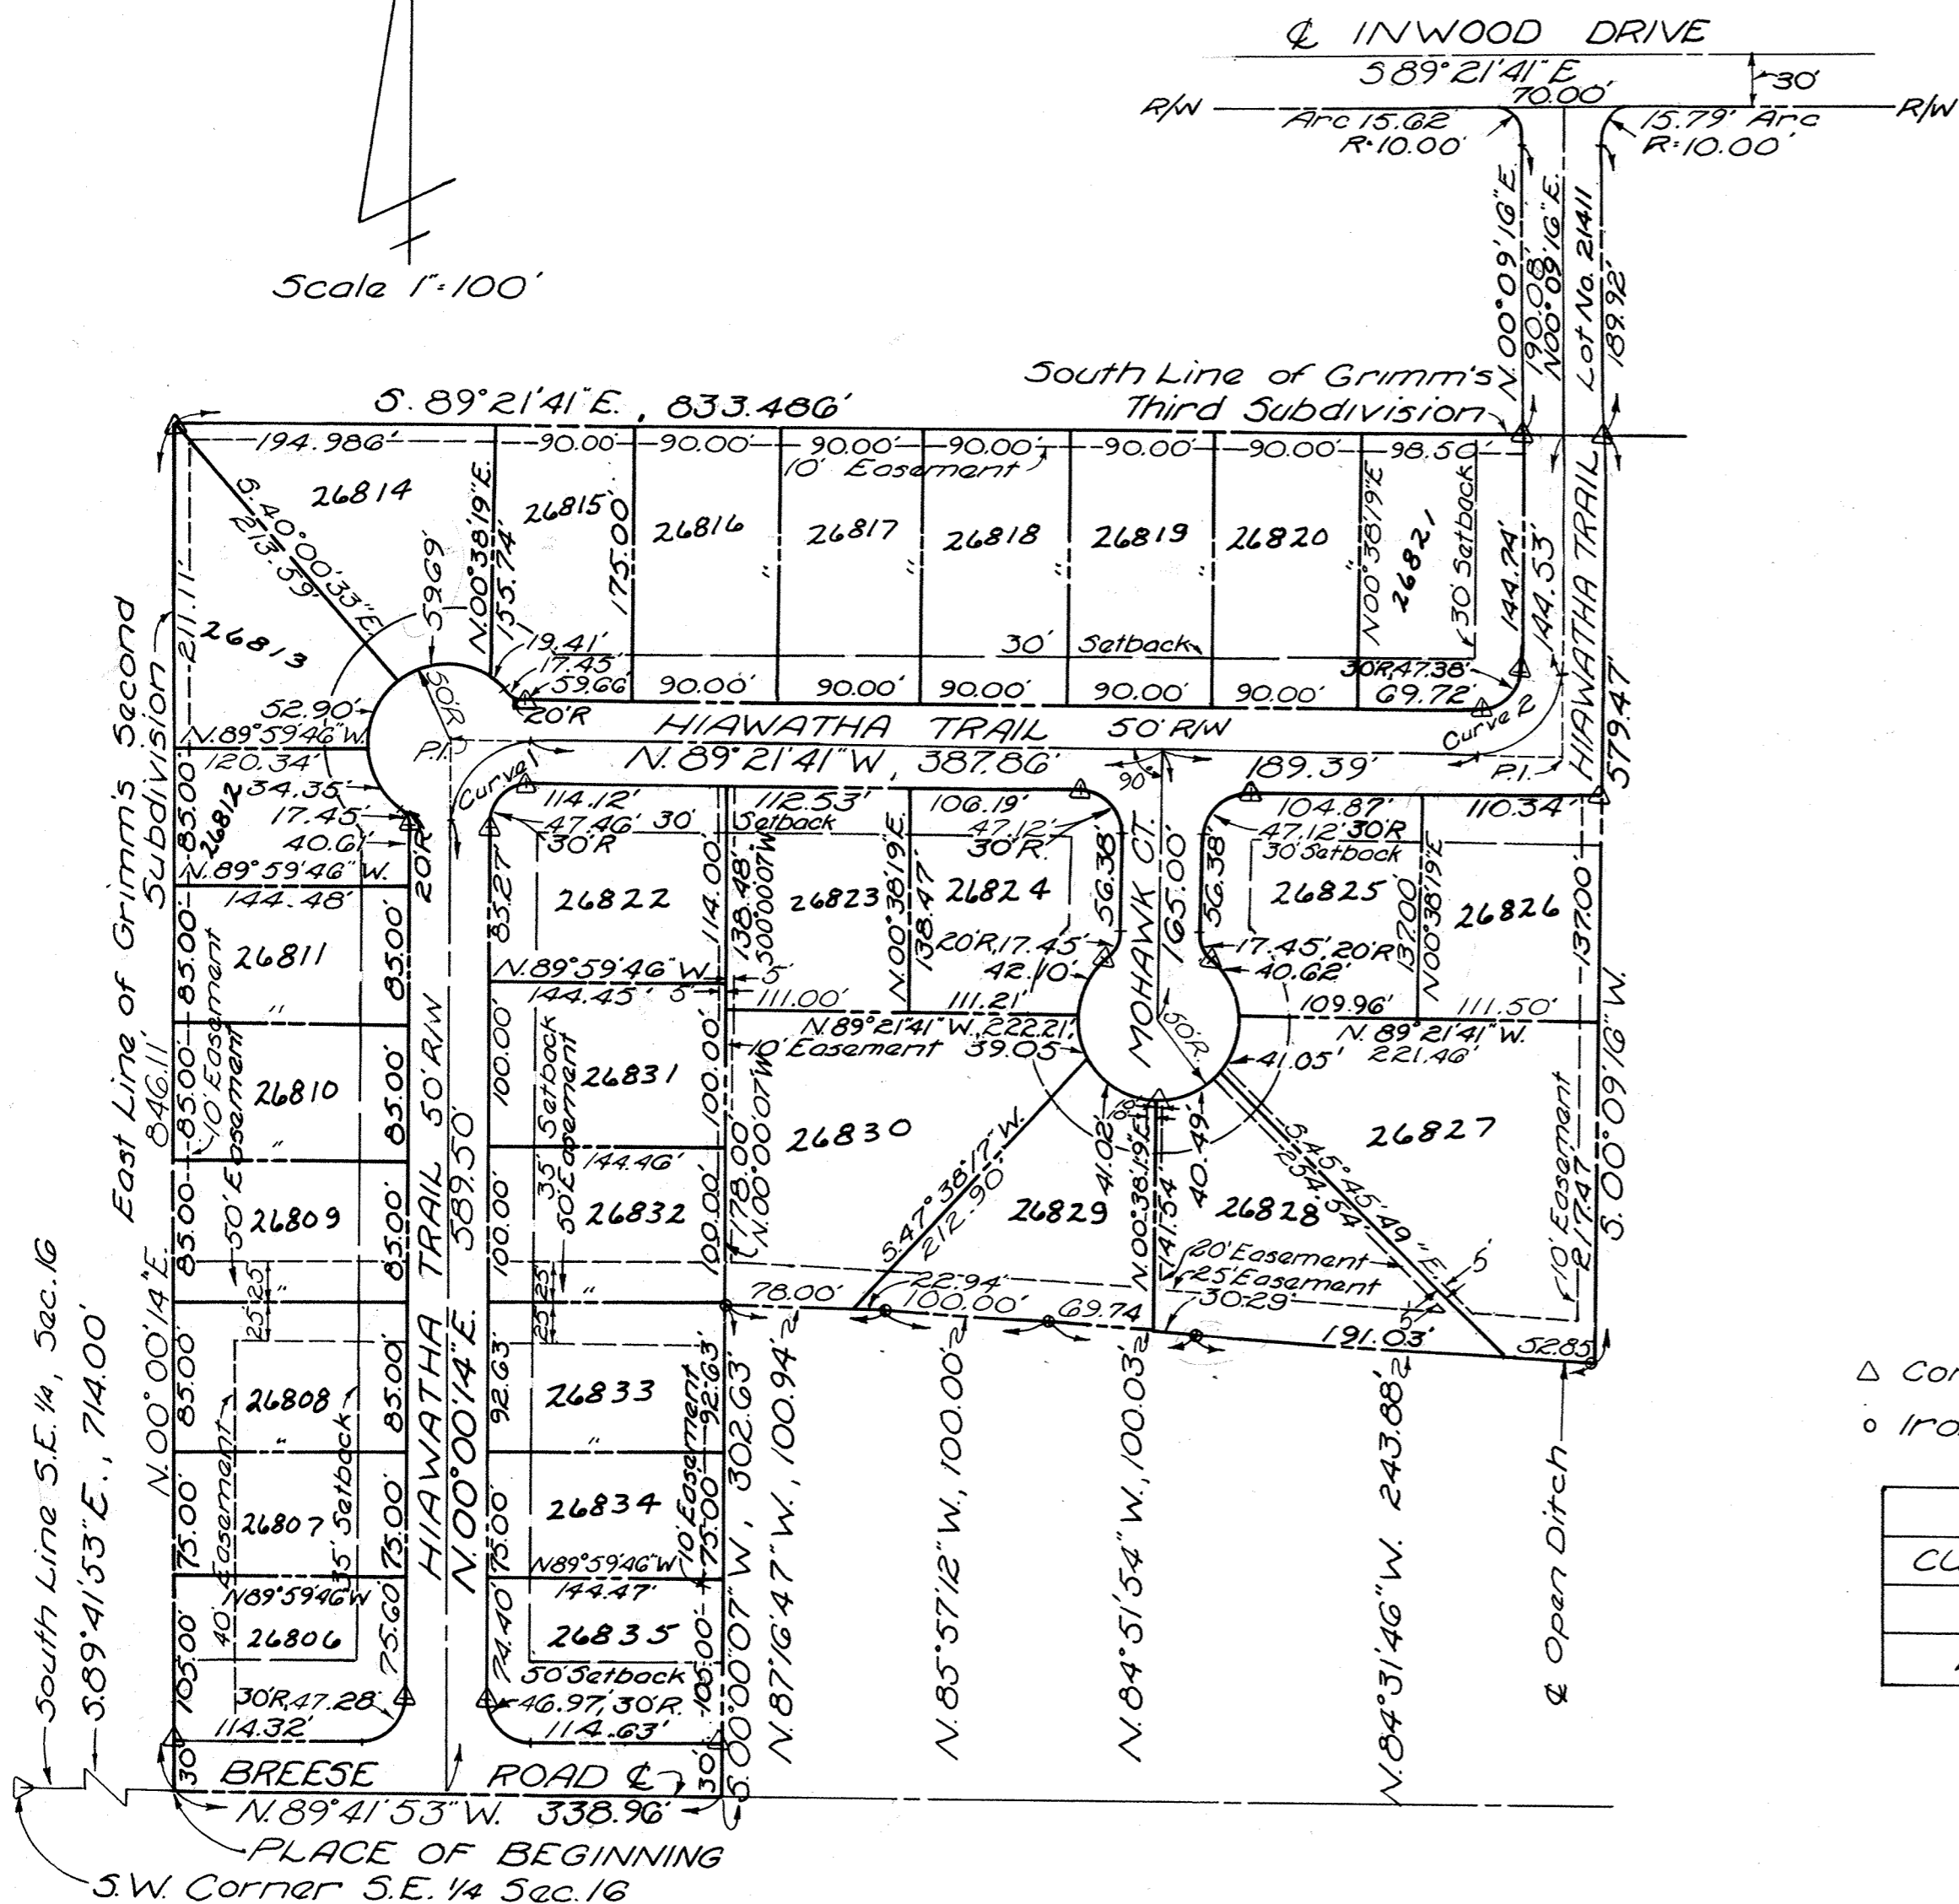 ℄ INWOOD DRIVE
S89°21'41"E
70.00'
30'
R/W
R/W
Arc 15.62'
R=10.00'
15.79' Arc
R=10.00'
N.00°09'16"E.
190.08'
N00°09'16"E.
Lot No. 21411
189.92'
Scale 1"=100'
South Line of Grimm's
Third Subdivision
S. 89°21'41"E. , 833.486'
194.986'
90.00'
90.00'
90.00'
90.00'
90.00'
90.00'
98.50'
10' Easement
26814
26815
26816
26817
26818
26819
26820
26821
S.40°00'33"E.
213.59'
59.69'
N.00°38'19"E.
155.74'
175.00'
"
"
"
"
"
N00°38'19"E
30' Setback
144.74'
144.53'
HIAWATHA TRAIL
211.11'
26813
19.41'
17.45'
59.66'
30' Setback
30'R,47.38'
90.00'
90.00'
90.00'
90.00'
90.00'
69.72'
50'R
20'R
52.90'
N.89°59'46"W.
120.34'
P.I.
HIAWATHA TRAIL 50' R/W
N.89°21'41"W, 387.86'
Curve 1
Curve 2
90°
189.39'
P.I.
579.47'
East Line of Grimm's Second
Subdivision
846.11'
N.00°00'14"E.
85.00'
26812
34.35'
17.45'
40.61'
20'R
N.89°59'46"W.
144.48'
114.12'
47.46'
30'R
30' Setback
112.53'
106.19'
47.12'
30'R.
104.87'
47.12' 30'R
30' Setback
110.34'
85.27'
26822
114.00'
138.48'
S00°00'07"W
26823
N.00°38'19"E.
138.47'
26824
56.38'
MOHAWK CT.
165.00'
56.38'
26825
137.00'
N00°38'19"E
26826
137.00'
20'R,17.45'
42.10'
17.45', 20'R
40.62'
85.00'
26811
85.00'
10' Easement
N.89°59'46"W
144.45'
5'
5'
111.00'
111.21'
109.96'
111.50'
N.89°21'41"W.,222.21'
N. 89°21'41"W.
221.46'
10' Easement
39.05'
50'R.
41.05'
S. 00°09'16"W.
"
50' Easement
85.00'
26810
85.00'
HIAWATHA TRAIL 50' R/W
N.00°00'14"E. 589.50'
100.00'
35' Setback
50' Easement
26831
100.00'
178.00'
N.00°00'07"W
26830
S.47°38'17"W.
212.90'
41.02'
10'
N.00°38'19"E
141.54'
40.49'
S.45°45'49"E.
254.54'
26827
10' Easement
217.47'
"
85.00'
26809
85.00'
100.00'
144.46'
26832
100.00'
26829
26828
20' Easement
25' Easement
5'
5'
25'
25'
"
25'
25'
"
78.00'
22.94'
100.00'
69.74'
30.29'
191.03'
52.85'
85.00'
26808
85.00'
92.63'
26833
92.63'
10' Easement
"
"
40' Easement
35' Setback
75.00'
26807
75.00'
75.00'
26834
75.00'
N89°59'46"W
N89°59'46"W
144.47'
105.00'
26806
75.60'
74.40'
26835
105.00'
50' Setback
30'R,47.28'
114.32'
46.97', 30'R.
114.63'
30'
30'
BREESE ROAD ℄
N.89°41'53"W. 338.96'
S.00°00'07"W, 302.63'
N.87°16'47"W., 100.94'
N.85°57'12"W., 100.00'
N.84°51'54"W., 100.03'
N.84°31'46"W. 243.88'
℄ Open Ditch
South Line S.E. 1/4, Sec. 16
S.89°41'53"E., 714.00'
PLACE OF BEGINNING
S.W. Corner S.E. 1/4 Sec. 16